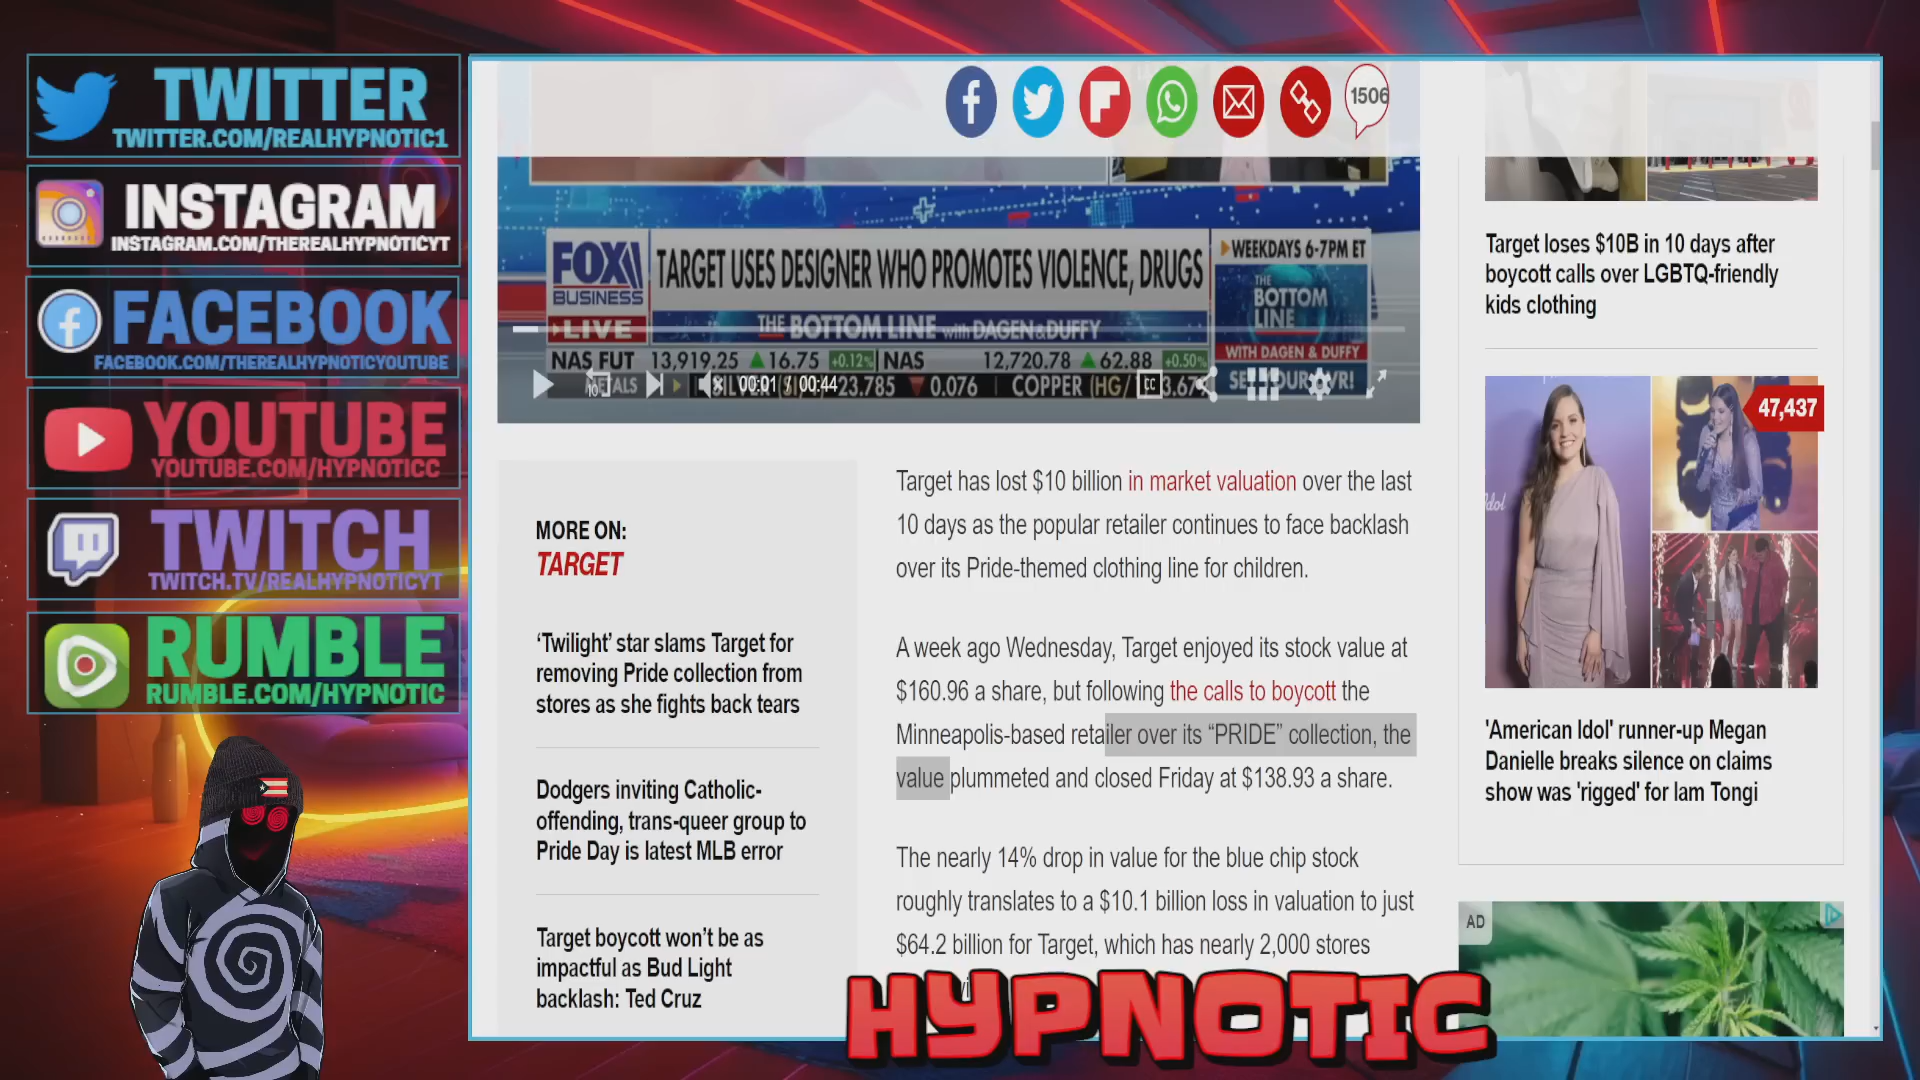 TWITTER
TWITTER.COM/REALHYPNOTIC1
INSTAGRAM
INSTAGRAM.COM/THEREALHYPNOTICYT
FACEBOOK
FACEBOOK.COM/THEREALHYPNOTICYOUTUBE
YOUTUBE
YOUTUBE.COM/HYPNOTICC
TWITCH
TWITCH.TV/REALHYPNOTICYT
RUMBLE
RUMBLE.COM/HYPNOTIC
1506
FOX
BUSINESS
LIVE
TARGET USES DESIGNER WHO PROMOTES VIOLENCE, DRUGS
THE BOTTOM LINE with DAGEN & DUFFY
WEEKDAYS 6-7PM ET
THE
BOTTOM
LINE
WITH DAGEN & DUFFY
NAS FUT 13,919.25 16.75 +0.12% NAS 12,720.78 62.88 +0.50%
00:01 / 00:44
23.785 0.076 COPPER (HG/
CC
10
MORE ON:
TARGET
‘Twilight’ star slams Target for
removing Pride collection from
stores as she fights back tears
Dodgers inviting Catholic-
offending, trans-queer group to
Pride Day is latest MLB error
Target boycott won’t be as
impactful as Bud Light
backlash: Ted Cruz
Target has lost $10 billion in market valuation over the last
10 days as the popular retailer continues to face backlash
over its Pride-themed clothing line for children.
A week ago Wednesday, Target enjoyed its stock value at
$160.96 a share, but following the calls to boycott the
Minneapolis-based retailer over its “PRIDE” collection, the
value plummeted and closed Friday at $138.93 a share.
The nearly 14% drop in value for the blue chip stock
roughly translates to a $10.1 billion loss in valuation to just
$64.2 billion for Target, which has nearly 2,000 stores
Target loses $10B in 10 days after
boycott calls over LGBTQ-friendly
kids clothing
47,437
'American Idol' runner-up Megan
Danielle breaks silence on claims
show was 'rigged' for Iam Tongi
AD
HYPNOTIC